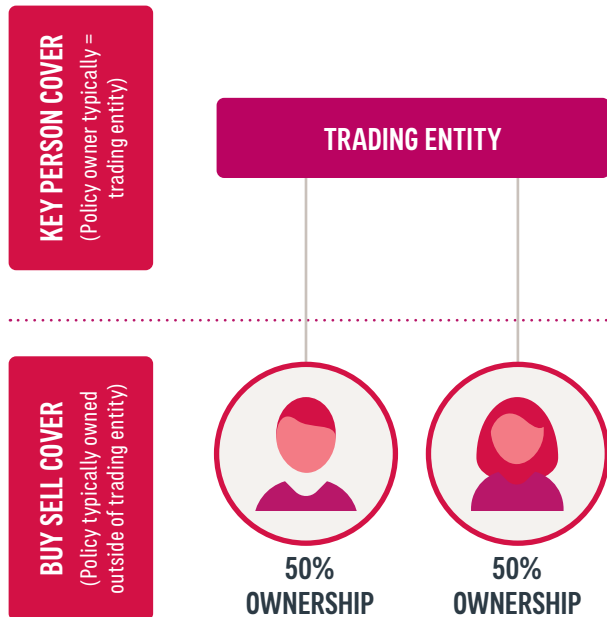 KEY PERSON COVER
(Policy owner typically =
trading entity)
TRADING ENTITY
BUY SELL COVER
(Policy typically owned
outside of trading entity)
50%
OWNERSHIP
50%
OWNERSHIP